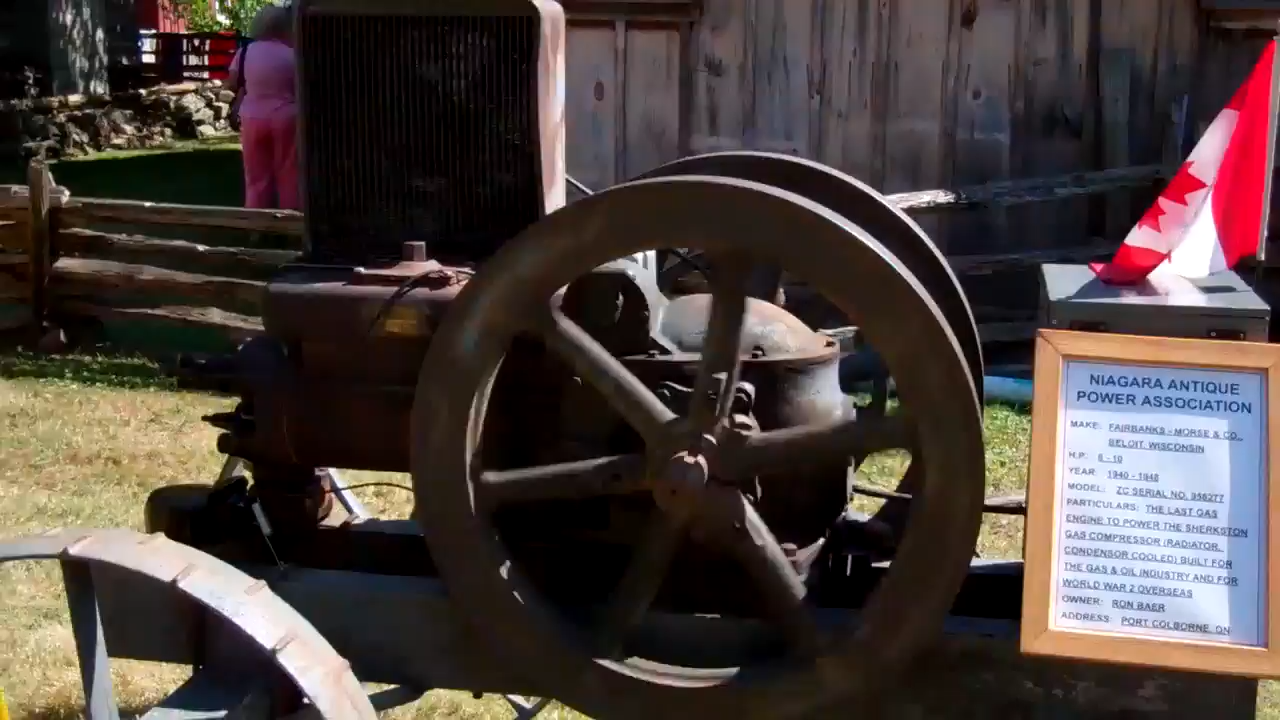 NIAGARA ANTIQUE
POWER ASSOCIATION
MAKE: FAIRBANKS - MORSE & CO.,
BELOIT, WISCONSIN
H.P.: 6 - 10
YEAR: 1940 - 1948
MODEL: ZC SERIAL NO. 956277
PARTICULARS: THE LAST GAS
ENGINE TO POWER THE SHERKSTON
GAS COMPRESSOR (RADIATOR,
CONDENSOR COOLED) BUILT FOR
THE GAS & OIL INDUSTRY AND FOR
WORLD WAR 2 OVERSEAS
OWNER: RON BAER
ADDRESS: PORT COLBORNE, ON